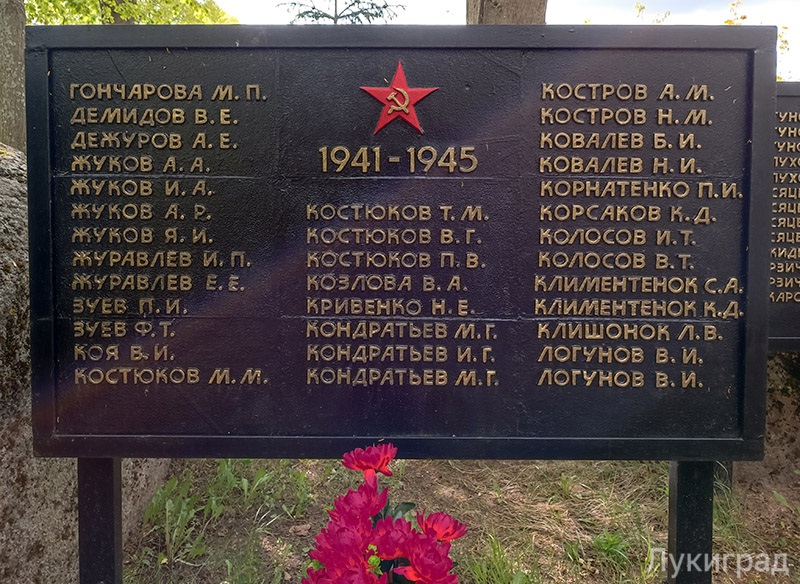 ГОНЧАРОВА М. П.
ДЕМИДОВ В. Е.
ДЕЖУРОВ А. Е.
ЖУКОВ А. А.
ЖУКОВ И. А.
ЖУКОВ А. Р.
ЖУКОВ Я. И.
ЖУРАВЛЕВ И. П.
ЖУРАВЛЕВ Е. Е.
ЗУЕВ П. И.
ЗУЕВ Ф. Т.
КОЯ В. И.
КОСТЮКОВ М. М.
1941 - 1945
КОСТЮКОВ Т. М.
КОСТЮКОВ В. Г.
КОСТЮКОВ П. В.
КОЗЛОВА В. А.
КРИВЕНКО Н. Е.
КОНДРАТЬЕВ М. Г.
КОНДРАТЬЕВ И. Г.
КОНДРАТЬЕВ М. Г.
КОСТРОВ А. М.
КОСТРОВ Н. М.
КОВАЛЕВ Б. И.
КОВАЛЕВ Н. И.
КОРНАТЕНКО П. И.
КОРСАКОВ К. Д.
КОЛОСОВ И. Т.
КОЛОСОВ В. Т.
КЛИМЕНТЕНОК С. А.
КЛИМЕНТЕНОК К. Д.
КЛИШОНОК Л. В.
ЛОГУНОВ В. И.
ЛОГУНОВ В. И.
Лукиград